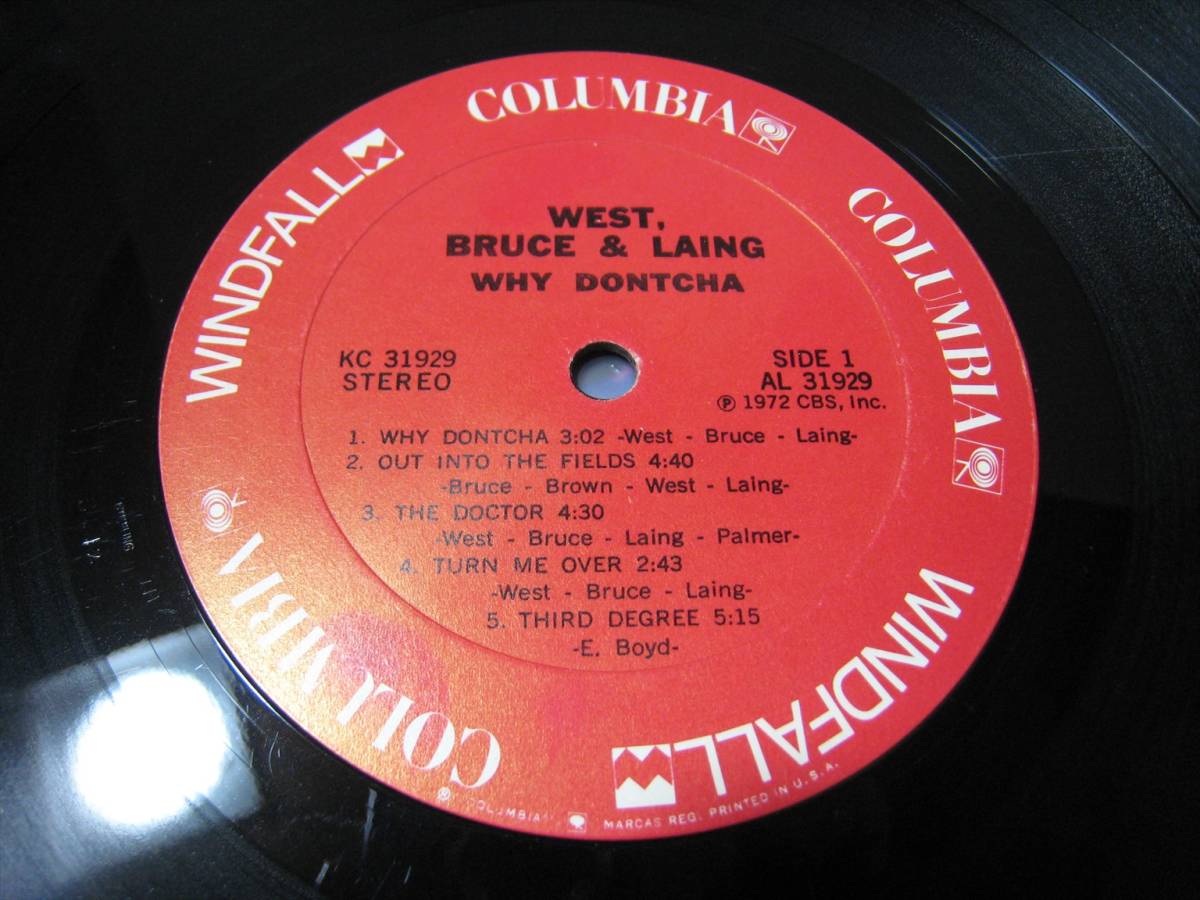 COLUMBIA
WINDFALL
COLUMBIA
WEST,
BRUCE & LAING
WHY DONTCHA
KC 31929
STEREO
SIDE 1
AL 31929
℗ 1972 CBS, Inc.
1. WHY DONTCHA 3:02 -West - Bruce - Laing-
2. OUT INTO THE FIELDS 4:40
-Bruce - Brown - West - Laing-
3. THE DOCTOR 4:30
-West - Bruce - Laing - Palmer-
4. TURN ME OVER 2:43
-West - Bruce - Laing-
5. THIRD DEGREE 5:15
-E. Boyd-
COLUMBIA
WINDFALL
® COLUMBIA, MARCAS REG. PRINTED IN U.S.A.